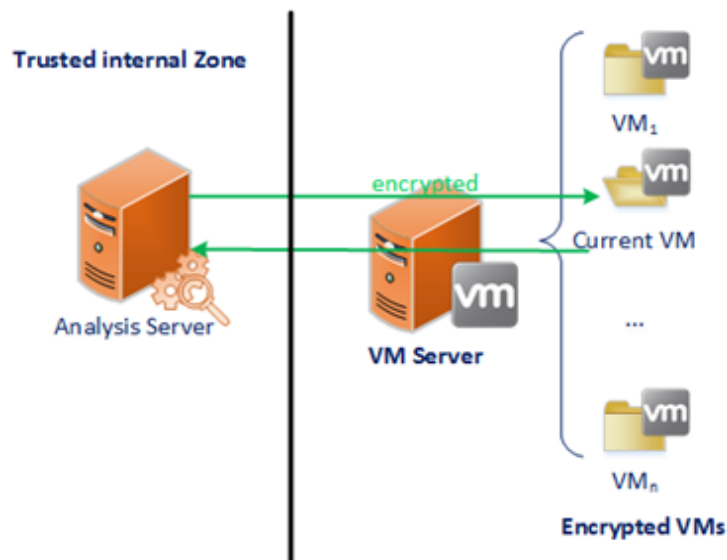 Trusted internal Zone
vm
VM₁
encrypted
vm
Current VM
Analysis Server
vm
VM Server
...
vm
VMₙ
Encrypted VMs